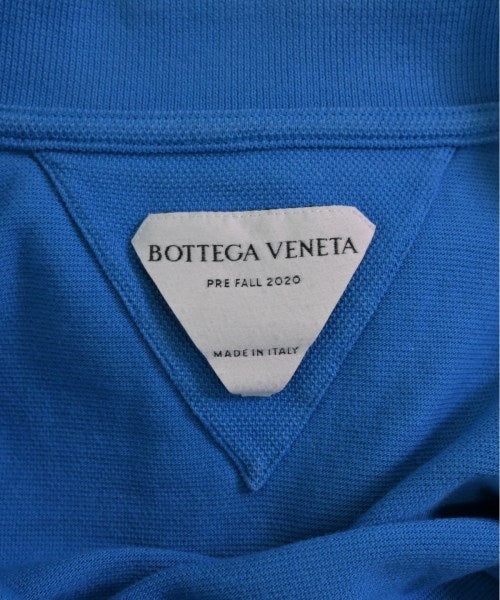 BOTTEGA VENETA
PRE FALL 2020
MADE IN ITALY